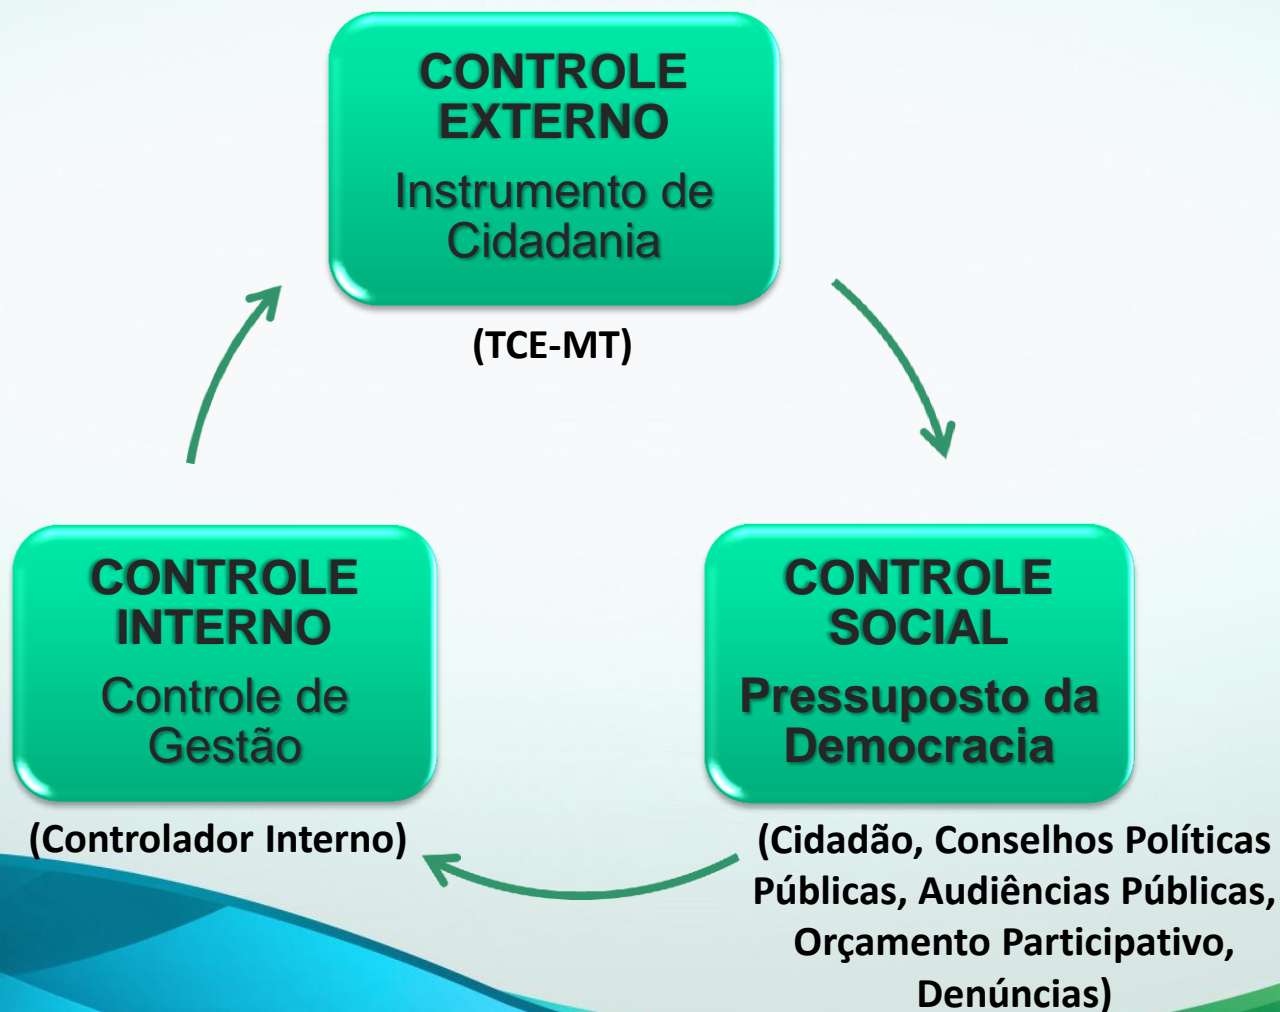 CONTROLE
EXTERNO
Instrumento de
Cidadania
(TCE-MT)
CONTROLE
INTERNO
Controle de
Gestão
(Controlador Interno)
CONTROLE
SOCIAL
Pressuposto da
Democracia
(Cidadão, Conselhos Políticas
Públicas, Audiências Públicas,
Orçamento Participativo,
Denúncias)